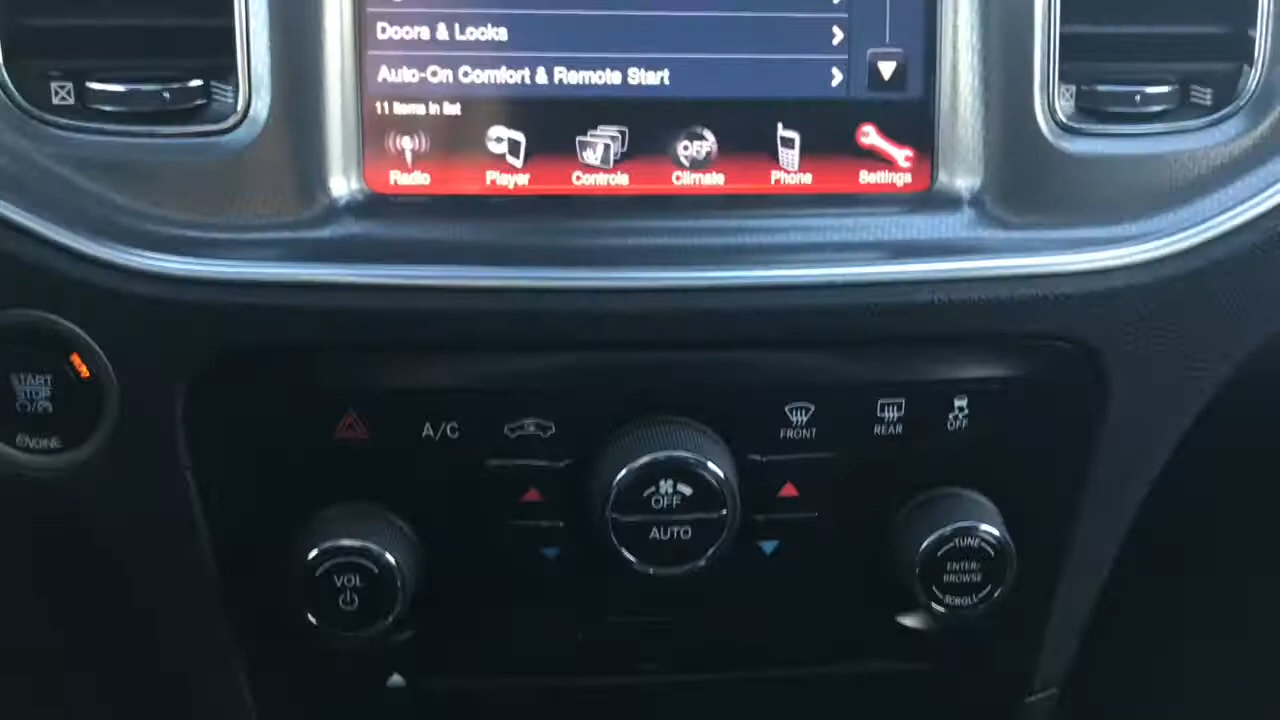 Doors & Locks
Auto-On Comfort & Remote Start
11 items in list
OFF
Radio
Player
Controls
Climate
Phone
Settings
START
STOP
ENGINE
A/C
FRONT
REAR
OFF
OFF
AUTO
VOL
TUNE
ENTER/
BROWSE
SCROLL